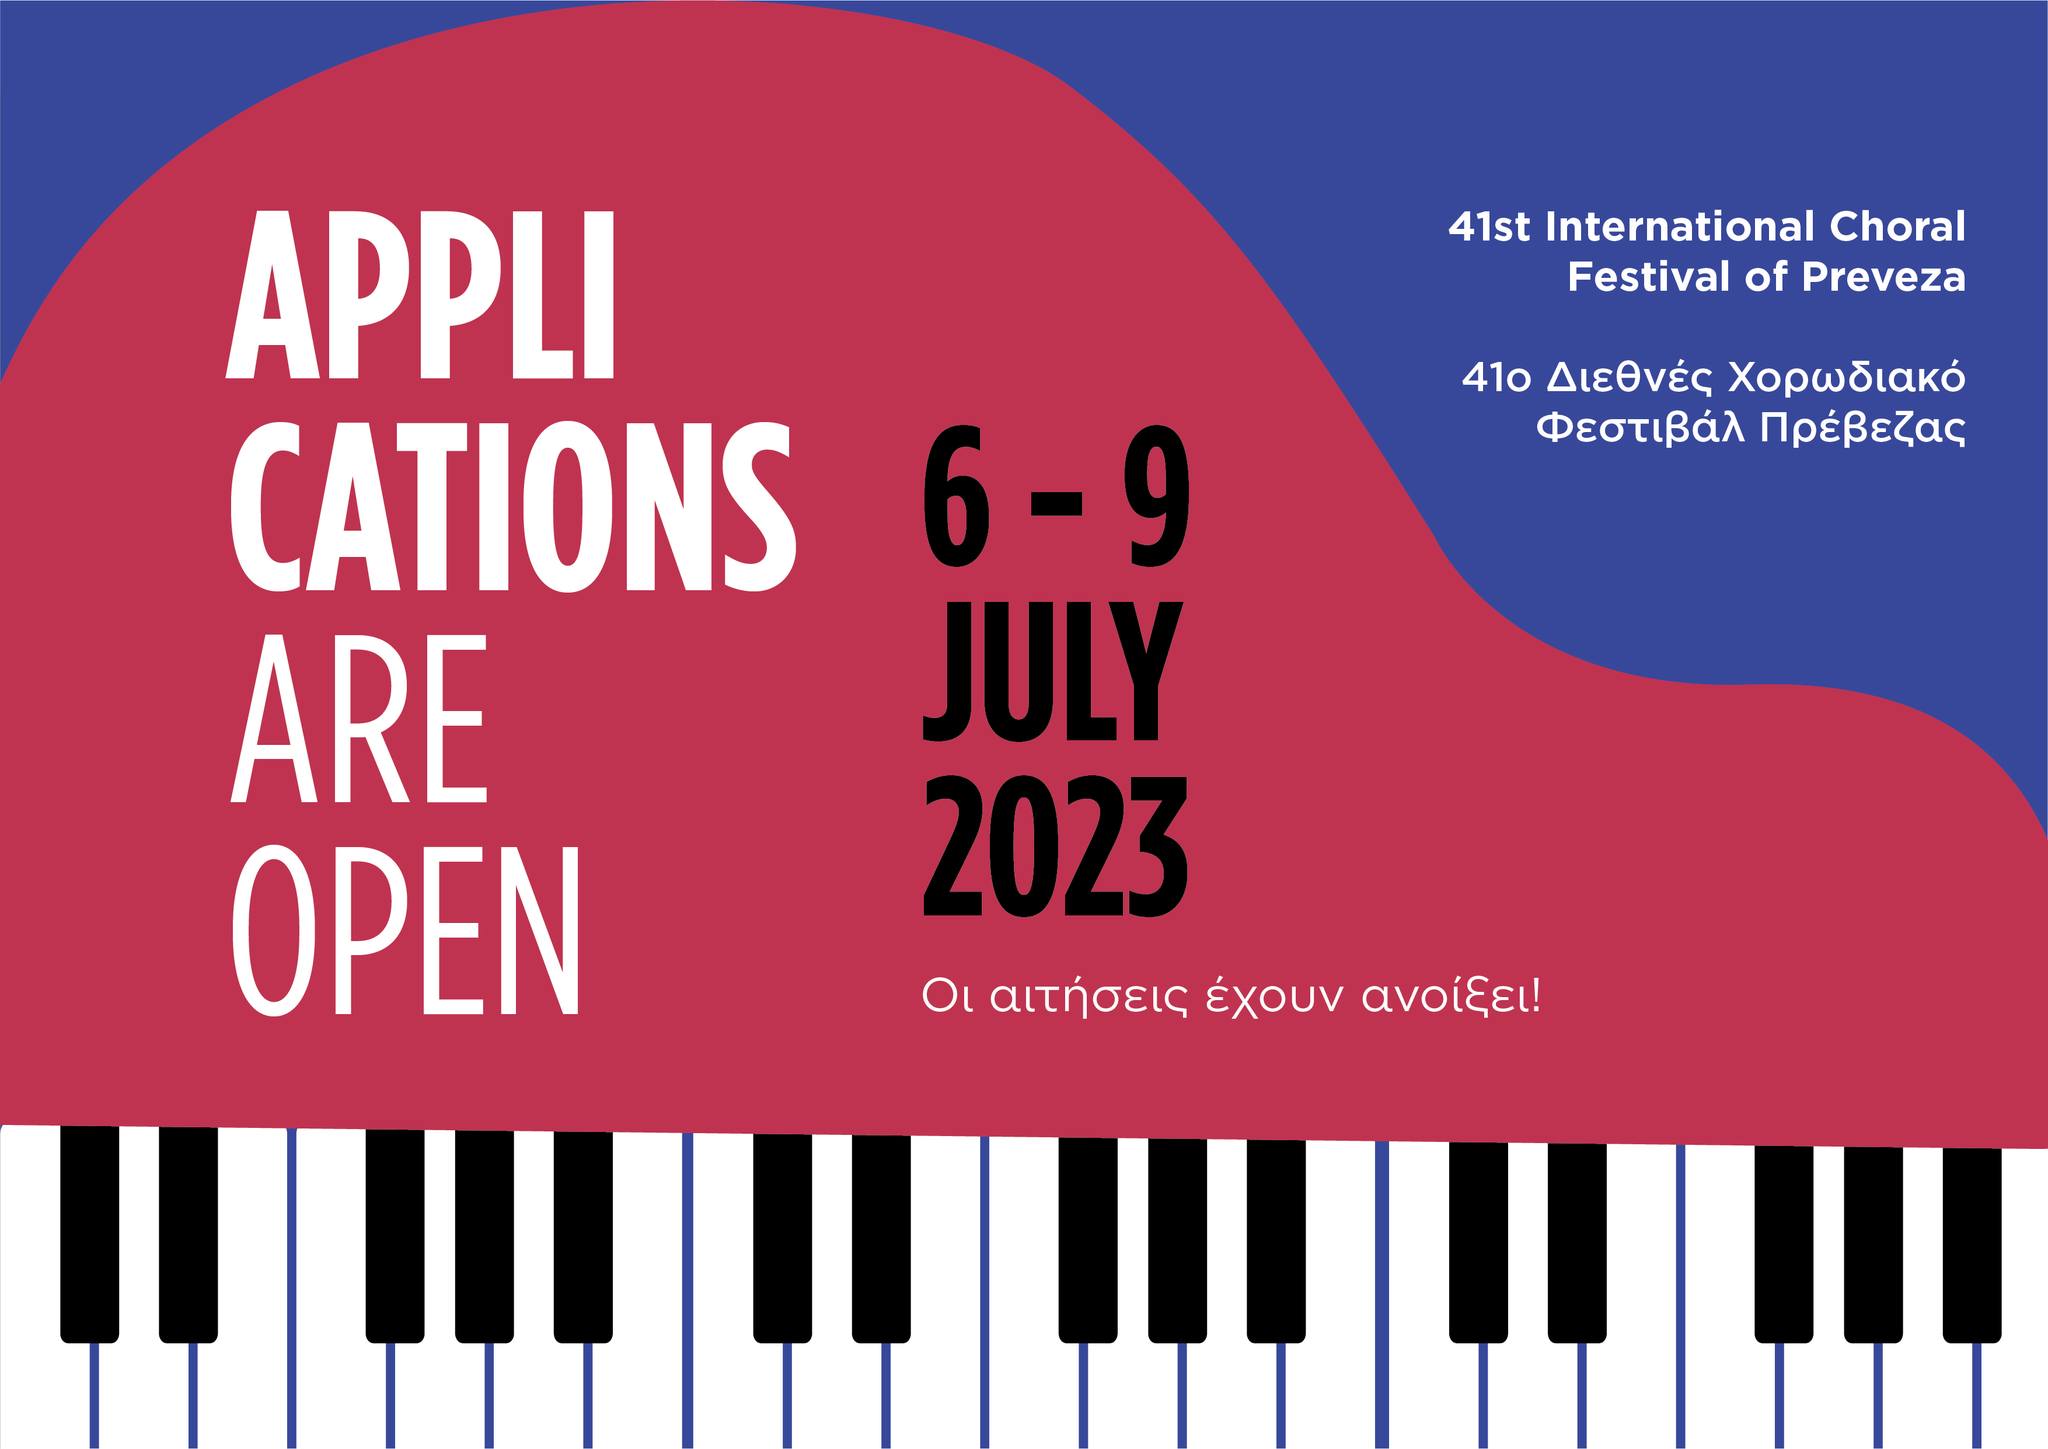 APPLI
CATIONS
ARE
OPEN
6 - 9
JULY
2023
Οι αιτήσεις έχουν ανοίξει!
41st International Choral
Festival of Preveza
41ο Διεθνές Χορωδιακό
Φεστιβάλ Πρέβεζας